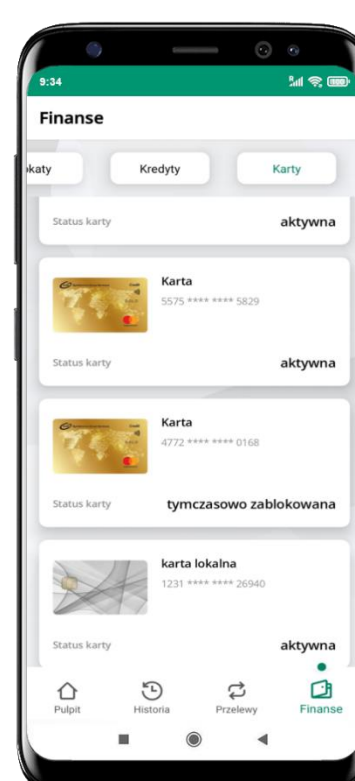 9:34
Finanse
katy
Kredyty
Karty
Status karty
aktywna
Karta
5575 **** **** 5829
Status karty
aktywna
Karta
4772 **** **** 0168
Status karty
tymczasowo zablokowana
karta lokalna
1231 **** **** 26940
Status karty
aktywna
Pulpit
Historia
Przelewy
Finanse